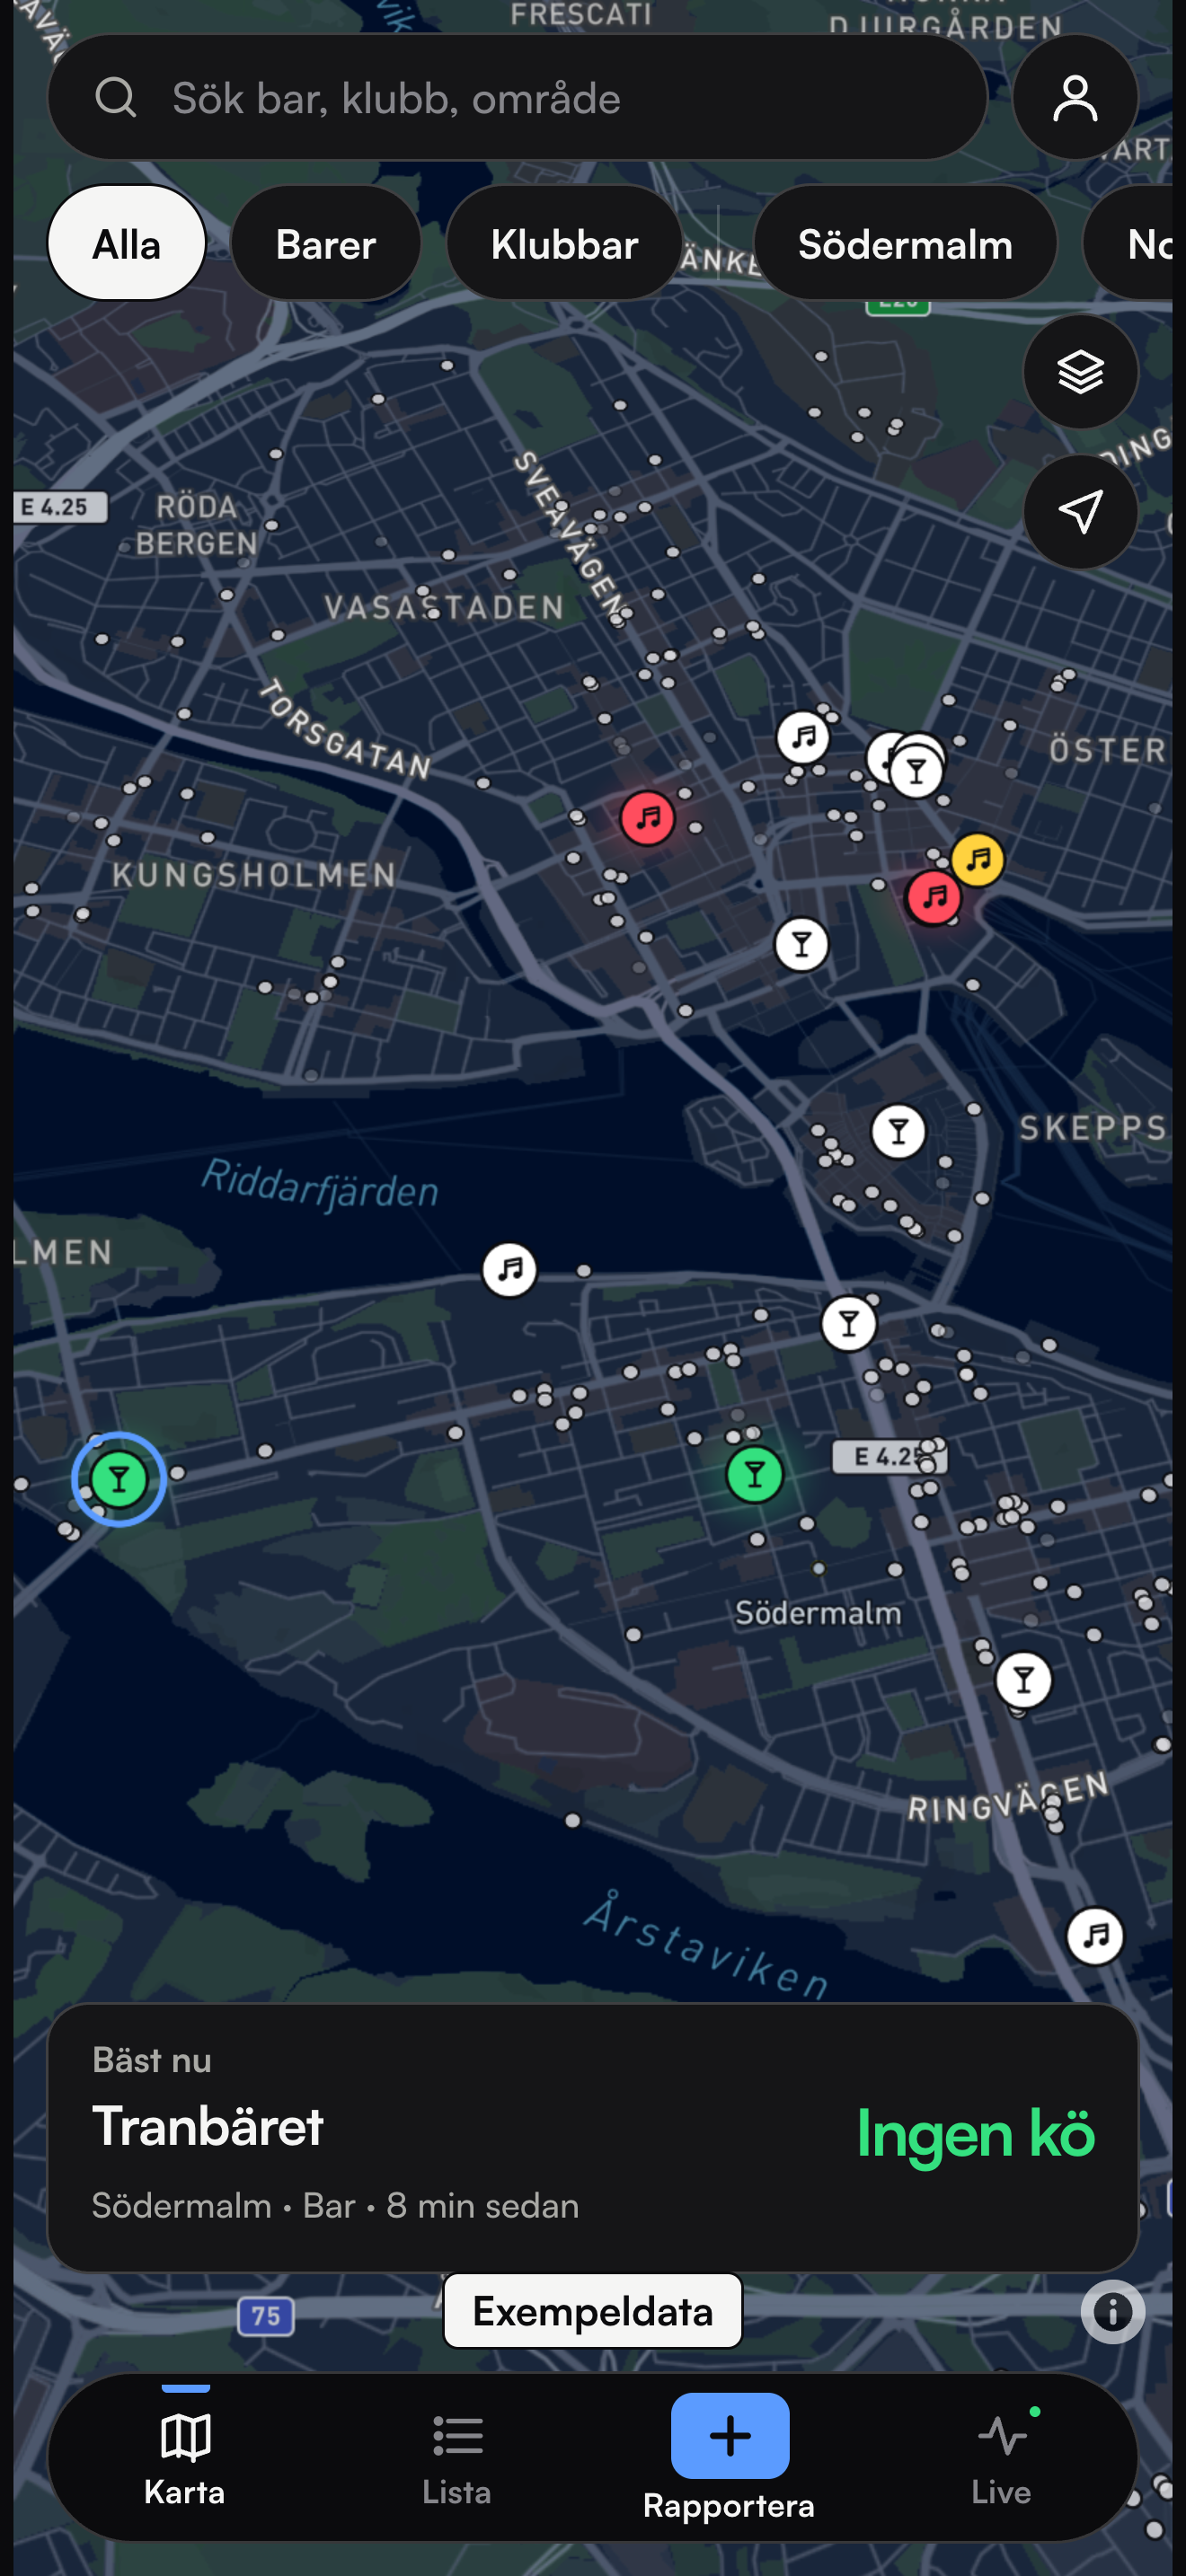 FRESCATI
DJURGÅRDEN
Sök bar, klubb, område
Alla
Barer
Klubbar
Södermalm
E 4.25
RÖDA
BERGEN
SVEAVÄGEN
VASASTADEN
TORSGATAN
ÖSTER
KUNGSHOLMEN
SKEPPS
Riddarfjärden
LMEN
E 4.25
Södermalm
RINGVÄGEN
Årstaviken
Bäst nu
Tranbäret
Ingen kö
Södermalm · Bar · 8 min sedan
Exempeldata
75
Karta
Lista
Rapportera
Live